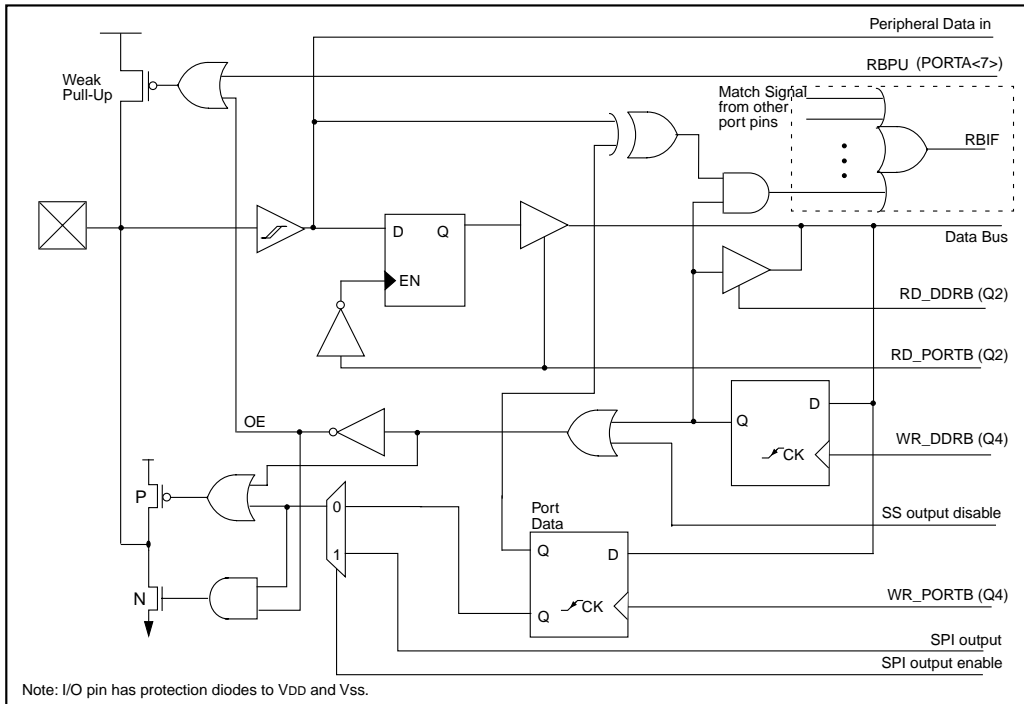 Peripheral Data in
RBPU (PORTA<7>)
Weak
Pull-Up
Match Signal
from other
port pins
RBIF
D
Q
EN
Data Bus
RD_DDRB (Q2)
RD_PORTB (Q2)
OE
D
Q
CK
WR_DDRB (Q4)
P
0
1
Port
Data
SS output disable
Q
D
N
Q
CK
WR_PORTB (Q4)
SPI output
SPI output enable
Note: I/O pin has protection diodes to VDD and Vss.